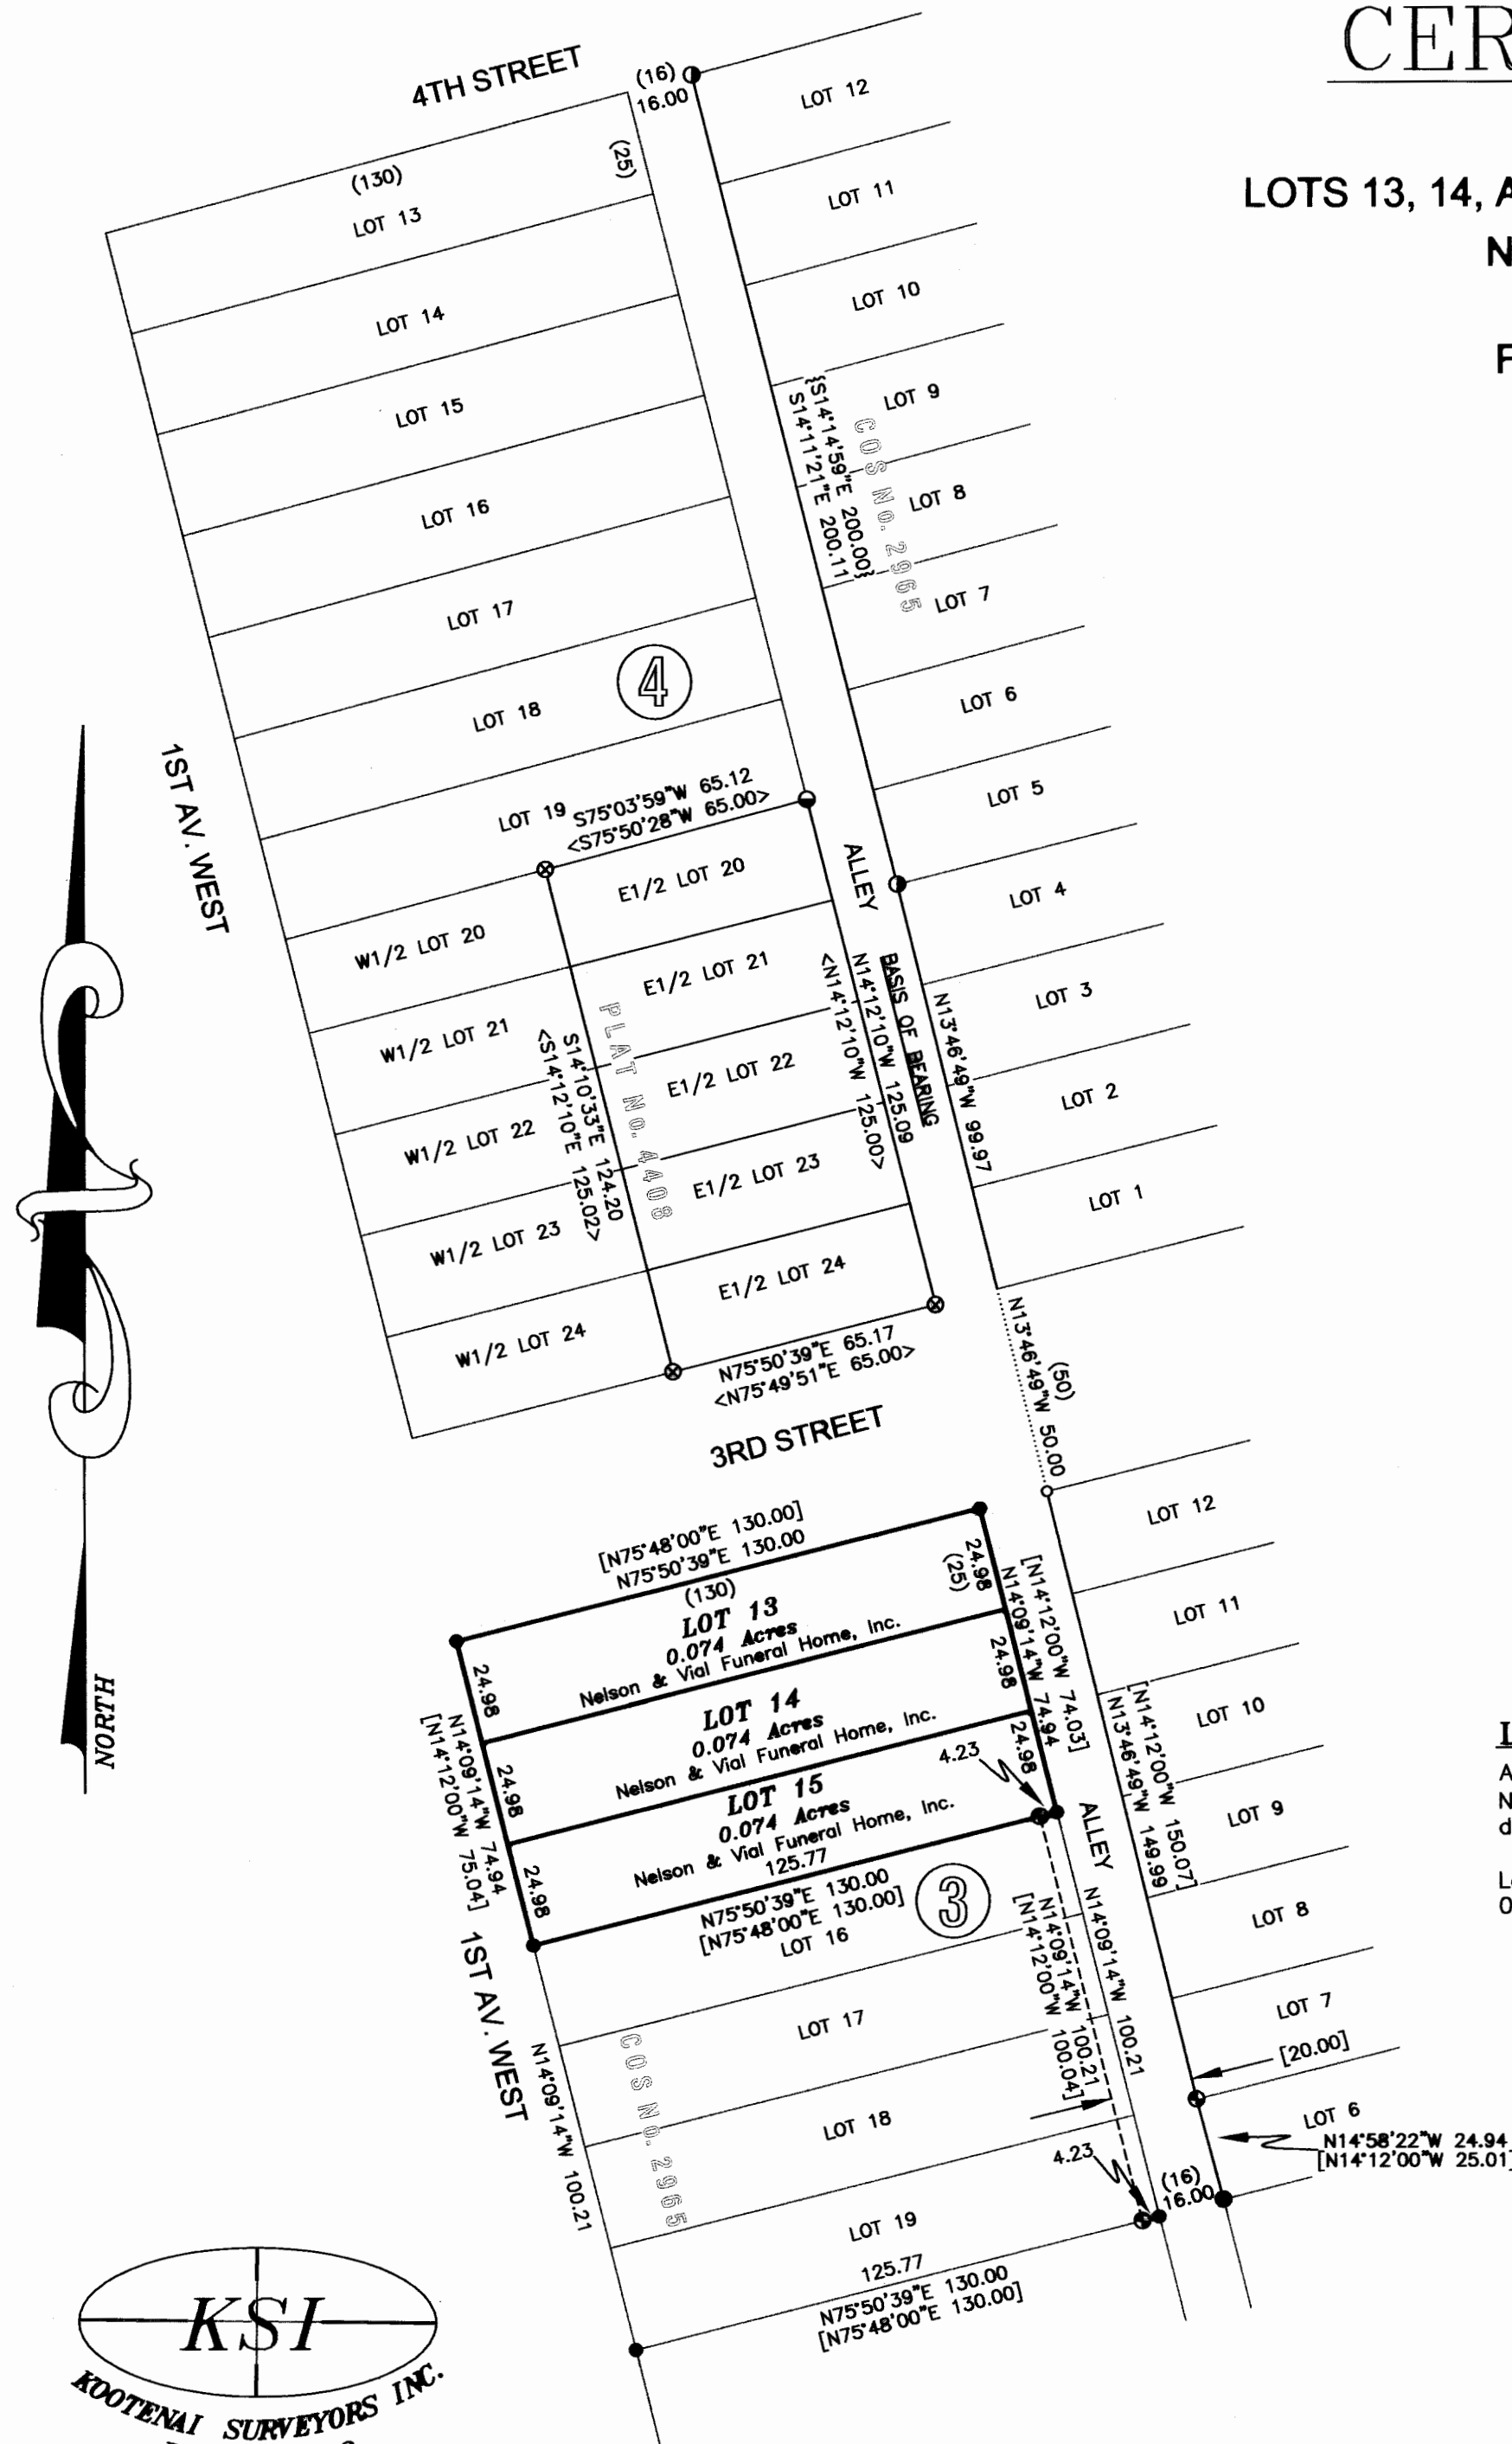 CER
LOTS 13, 14, A
N
F
4TH STREET
(16)
16.00
(130)
(25)
LOT 13
LOT 14
LOT 15
LOT 16
LOT 17
LOT 18
4
LOT 19
S75°03'59"W 65.12
<S75°50'28"W 65.00>
1ST AV. WEST
W1/2 LOT 20
W1/2 LOT 21
W1/2 LOT 22
W1/2 LOT 23
W1/2 LOT 24
E1/2 LOT 20
E1/2 LOT 21
E1/2 LOT 22
E1/2 LOT 23
E1/2 LOT 24
PLAT No. 4408
S14°10'33"E 124.20
<S14°12'10"E 125.02>
ALLEY
BASIS OF BEARING
N14°12'10"W 125.09
<N14°12'10"W 125.00>
N75°50'39"E 65.17
<N75°49'51"E 65.00>
LOT 12
LOT 11
LOT 10
LOT 9
LOT 8
LOT 7
LOT 6
LOT 5
LOT 4
LOT 3
LOT 2
LOT 1
{S14°14'59"E 200.00}
S14°11'21"E 200.11
COS No. 2965
N13°46'49"W 99.97
(50)
N13°46'49"W 50.00
3RD STREET
[N75°48'00"E 130.00]
N75°50'39"E 130.00
(130)
LOT 13
0.074 Acres
Nelson & Vial Funeral Home, Inc.
LOT 14
0.074 Acres
Nelson & Vial Funeral Home, Inc.
LOT 15
0.074 Acres
Nelson & Vial Funeral Home, Inc.
125.77
N75°50'39"E 130.00
[N75°48'00"E 130.00]
24.98
24.98
24.98
N14°09'14"W 74.94
[N14°12'00"W 75.04]
24.98
(25)
24.98
24.98
[N14°12'00"W 74.03]
N14°09'14"W 74.94
4.23
ALLEY
3
LOT 16
LOT 17
LOT 18
LOT 19
1ST AV. WEST
N14°09'14"W 100.21
COS No. 2965
N14°09'14"W 100.21
N14°09'14"W 100.21
[N14°12'00"W 100.04]
4.23
(16)
16.00
125.77
N75°50'39"E 130.00
[N75°48'00"E 130.00]
LOT 12
LOT 11
LOT 10
LOT 9
LOT 8
LOT 7
LOT 6
[N14°12'00"W 150.07]
N13°46'49"W 149.99
[20.00]
N14°58'22"W 24.94
[N14°12'00"W 25.01]
L
A
N
d
L
0
NORTH
KSI
KOOTENAI SURVEYORS INC.